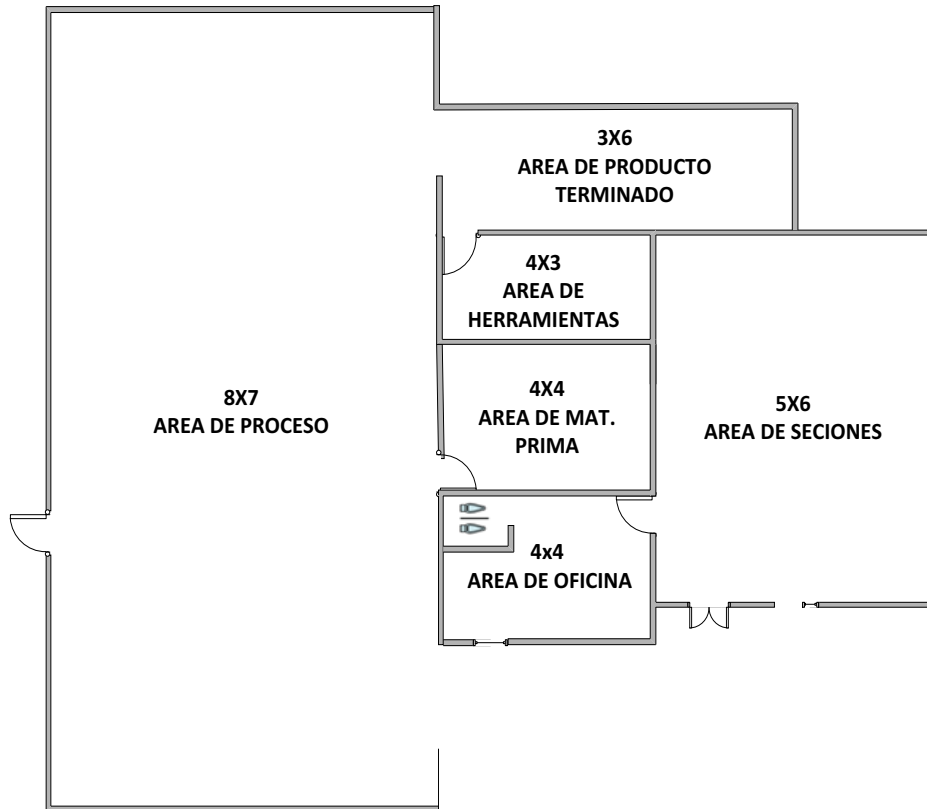 3X6
AREA DE PRODUCTO
TERMINADO
4X3
AREA DE
HERRAMIENTAS
8X7
AREA DE PROCESO
4X4
AREA DE MAT.
PRIMA
5X6
AREA DE SECIONES
4x4
AREA DE OFICINA